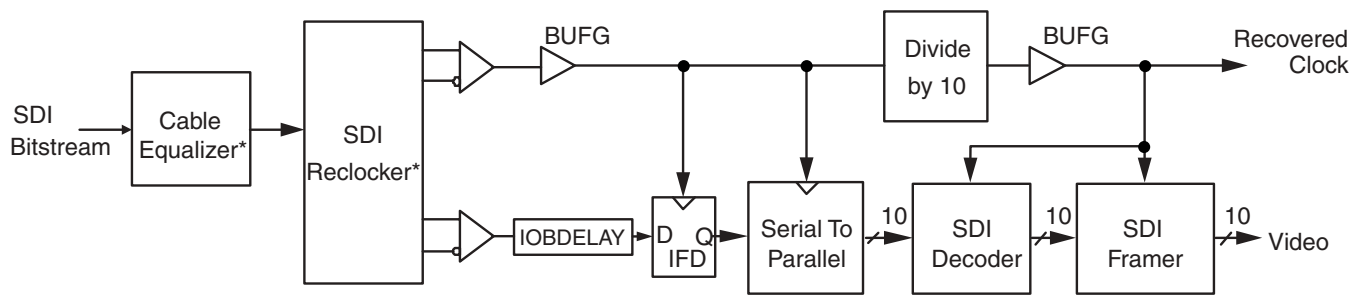 BUFG
Divide
by 10
BUFG
Recovered
Clock
SDI
Bitstream
Cable
Equalizer*
SDI
Reclocker*
IOBDELAY
D Q
IFD
Serial To
Parallel
10
SDI
Decoder
10
SDI
Framer
10
Video